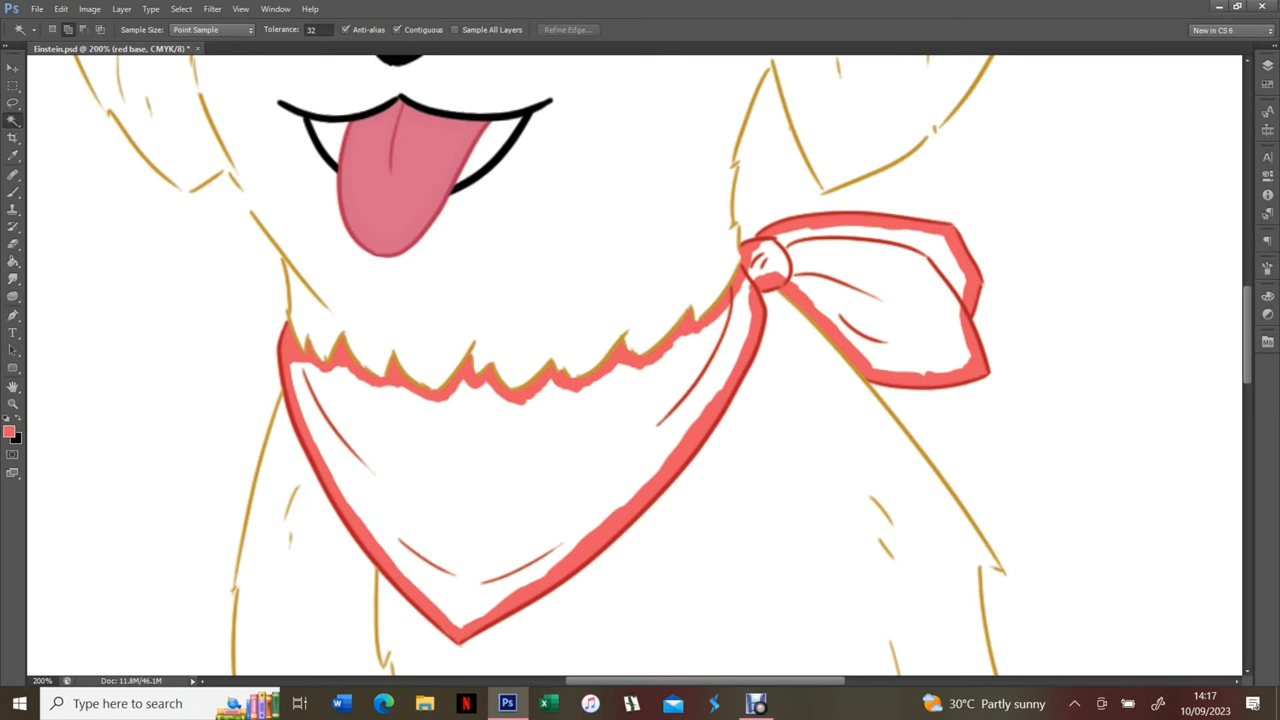 Ps File Edit Image Layer Type Select Filter View Window Help
Sample Size: Point Sample Tolerance: 32 Anti-alias Contiguous Sample All Layers Refine Edge... New in CS 6
Einstein.psd @ 200% (red base, CMYK/8) * ×
200% Doc: 11.8M/46.1M
Type here to search
30°C Partly sunny
14:17
10/09/2023